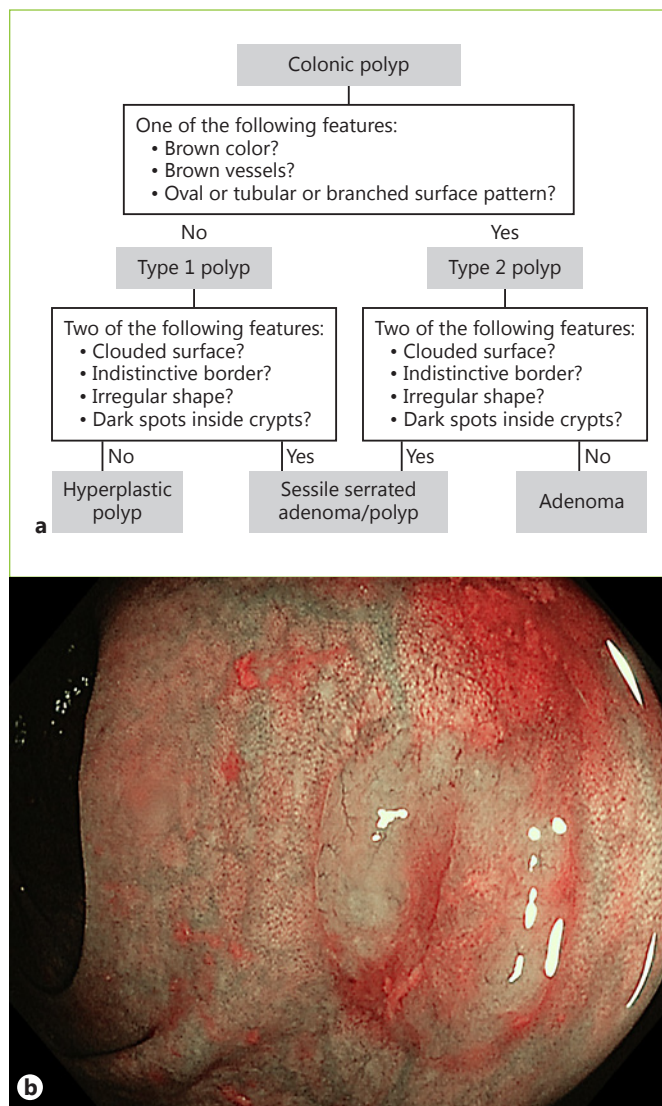 Colonic polyp
One of the following features:
• Brown color?
• Brown vessels?
• Oval or tubular or branched surface pattern?
No
Yes
Type 1 polyp
Type 2 polyp
Two of the following features:
• Clouded surface?
• Indistinctive border?
• Irregular shape?
• Dark spots inside crypts?
Two of the following features:
• Clouded surface?
• Indistinctive border?
• Irregular shape?
• Dark spots inside crypts?
No
Yes
Yes
No
Hyperplastic
polyp
Sessile serrated
adenoma/polyp
Adenoma
a
b